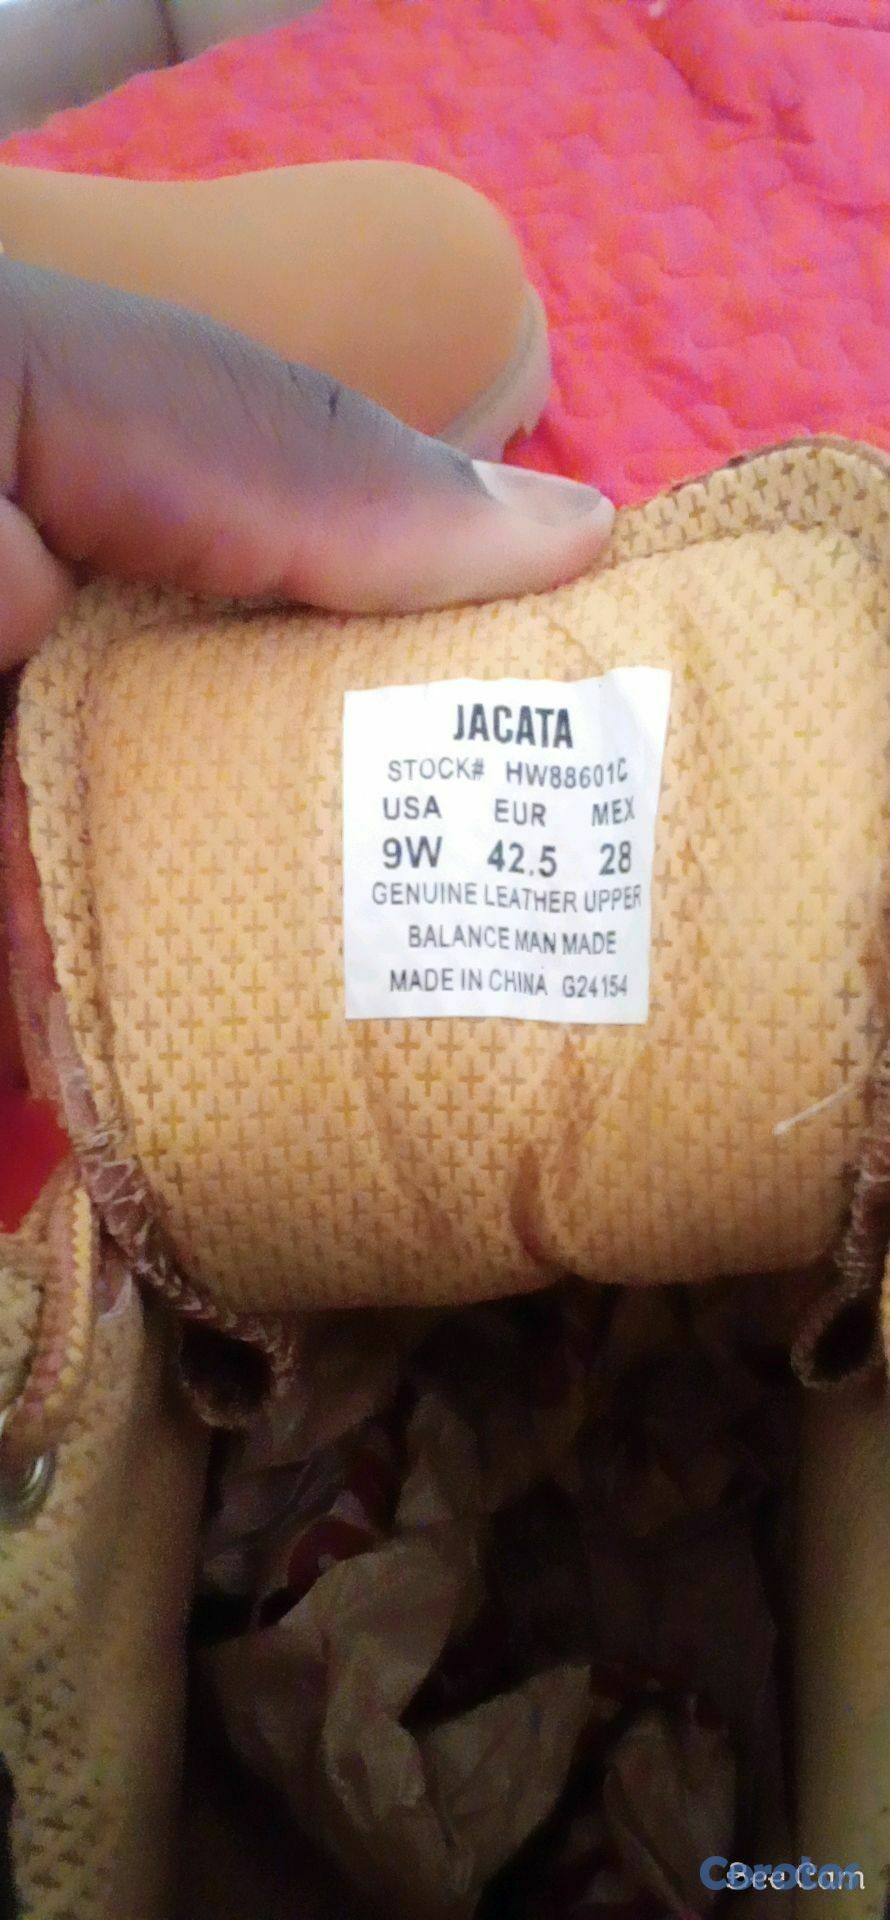 JACATA
STOCK# HW88601C
USA EUR MEX
9W 42.5 28
GENUINE LEATHER UPPER
BALANCE MAN MADE
MADE IN CHINA G24154
Bee Cam